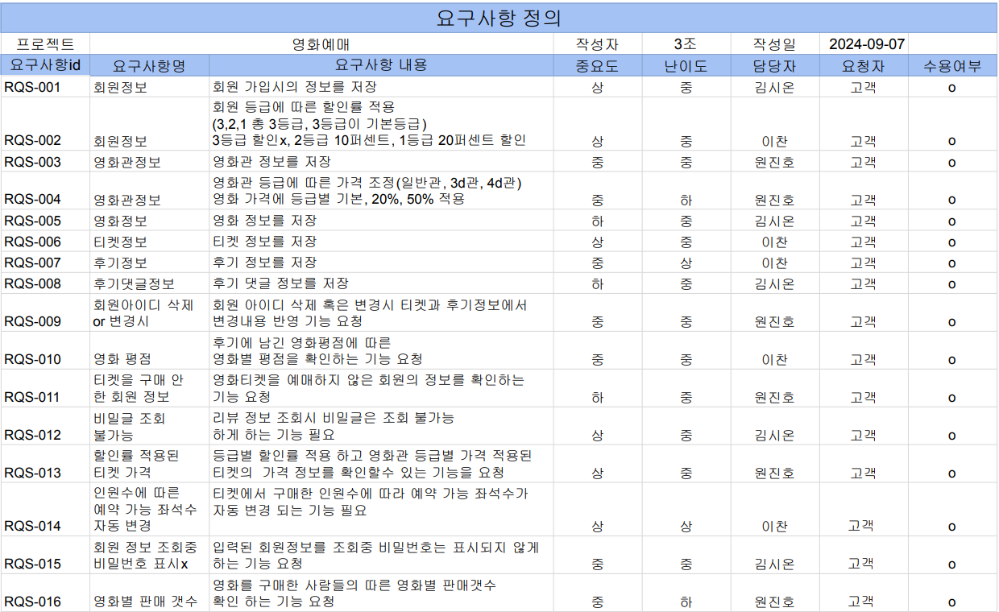 요구사항 정의
프로젝트 영화예매 작성자 3조 작성일 2024-09-07
요구사항id 요구사항명 요구사항 내용 중요도 난이도 담당자 요청자 수용여부
RQS-001 회원정보 회원 가입시의 정보를 저장 상 중 김시온 고객 o
회원 등급에 따른 할인률 적용
(3,2,1 총 3등급, 3등급이 기본등급)
RQS-002 회원정보 3등급 할인x, 2등급 10퍼센트, 1등급 20퍼센트 할인 상 중 이찬 고객 o
RQS-003 영화관정보 영화관 정보를 저장 중 중 원진호 고객 o
영화관 등급에 따른 가격 조정(일반관, 3d관, 4d관)
RQS-004 영화관정보 영화 가격에 등급별 기본, 20%, 50% 적용 중 하 원진호 고객 o
RQS-005 영화정보 영화 정보를 저장 하 중 김시온 고객 o
RQS-006 티켓정보 티켓 정보를 저장 상 중 이찬 고객 o
RQS-007 후기정보 후기 정보를 저장 중 상 이찬 고객 o
RQS-008 후기댓글정보 후기 댓글 정보를 저장 하 중 김시온 고객 o
회원아이디 삭제 회원 아이디 삭제 혹은 변경시 티켓과 후기정보에서
RQS-009 or 변경시 변경내용 반영 기능 요청 중 중 원진호 고객 o
후기에 남긴 영화평점에 따른
RQS-010 영화 평점 영화별 평점을 확인하는 기능 요청 중 중 이찬 고객 o
티켓을 구매 안 영화티켓을 예매하지 않은 회원의 정보를 확인하는
RQS-011 한 회원 정보 기능 요청 하 중 원진호 고객 o
비밀글 조회 리뷰 정보 조회시 비밀글은 조회 불가능
RQS-012 불가능 하게 하는 기능 필요 상 중 김시온 고객 o
할인률 적용된 등급별 할인률 적용 하고 영화관 등급별 가격 적용된
RQS-013 티켓 가격 티켓의 가격 정보를 확인할수 있는 기능을 요청 상 중 원진호 고객 o
인원수에 따른 티켓에서 구매한 인원수에 따라 예약 가능 좌석수가
예약 가능 좌석수 자동 변경 되는 기능 필요
RQS-014 자동 변경 상 상 이찬 고객 o
회원 정보 조회중 입력된 회원정보를 조회중 비밀번호는 표시되지 않게
RQS-015 비밀번호 표시x 하는 기능 요청 중 중 김시온 고객 o
영화를 구매한 사람들의 따른 영화별 판매갯수
RQS-016 영화별 판매 갯수 확인 하는 기능 요청 중 하 원진호 고객 o